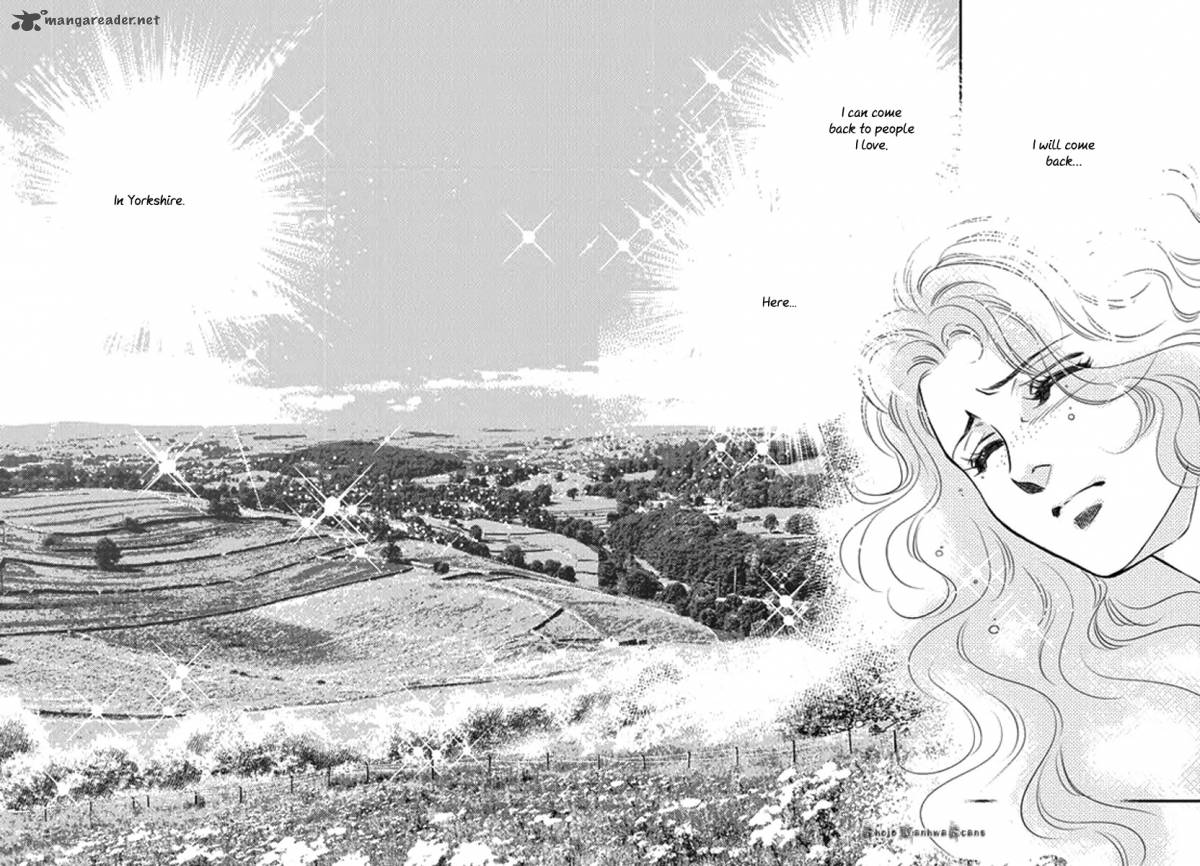 mangareader.net
I will come
back...
I can come
back to people
I love.
Here...
In Yorkshire.
Shojo Manhwa Scans